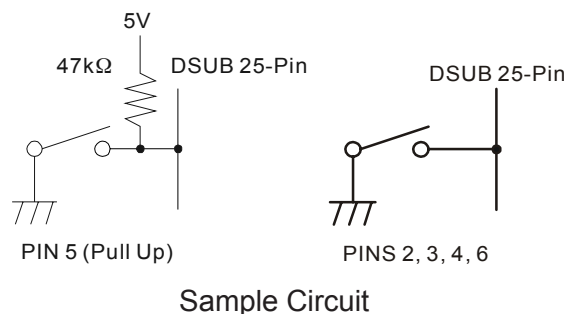 5V
47kΩ
DSUB 25-Pin
DSUB 25-Pin
PIN 5 (Pull Up)
PINS 2, 3, 4, 6
Sample Circuit